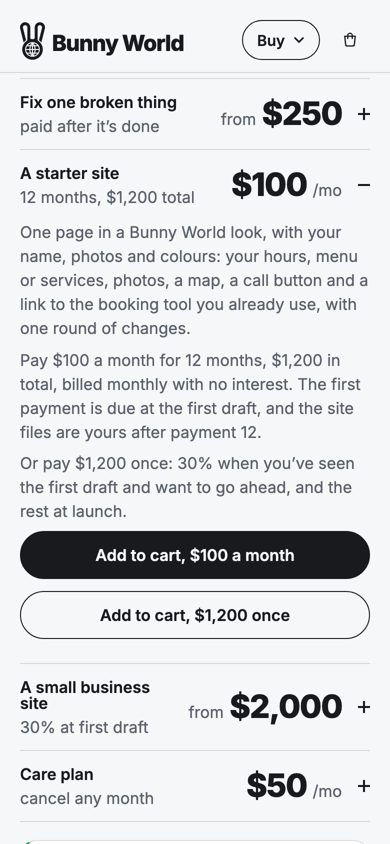 Bunny World
Buy
Fix one broken thing
paid after it’s done
from $250 +
A starter site
12 months, $1,200 total
$100 /mo −
One page in a Bunny World look, with your
name, photos and colours: your hours, menu
or services, photos, a map, a call button and a
link to the booking tool you already use, with
one round of changes.
Pay $100 a month for 12 months, $1,200 in
total, billed monthly with no interest. The first
payment is due at the first draft, and the site
files are yours after payment 12.
Or pay $1,200 once: 30% when you’ve seen
the first draft and want to go ahead, and the
rest at launch.
Add to cart, $100 a month
Add to cart, $1,200 once
A small business
site
30% at first draft
from $2,000 +
Care plan
cancel any month
$50 /mo +